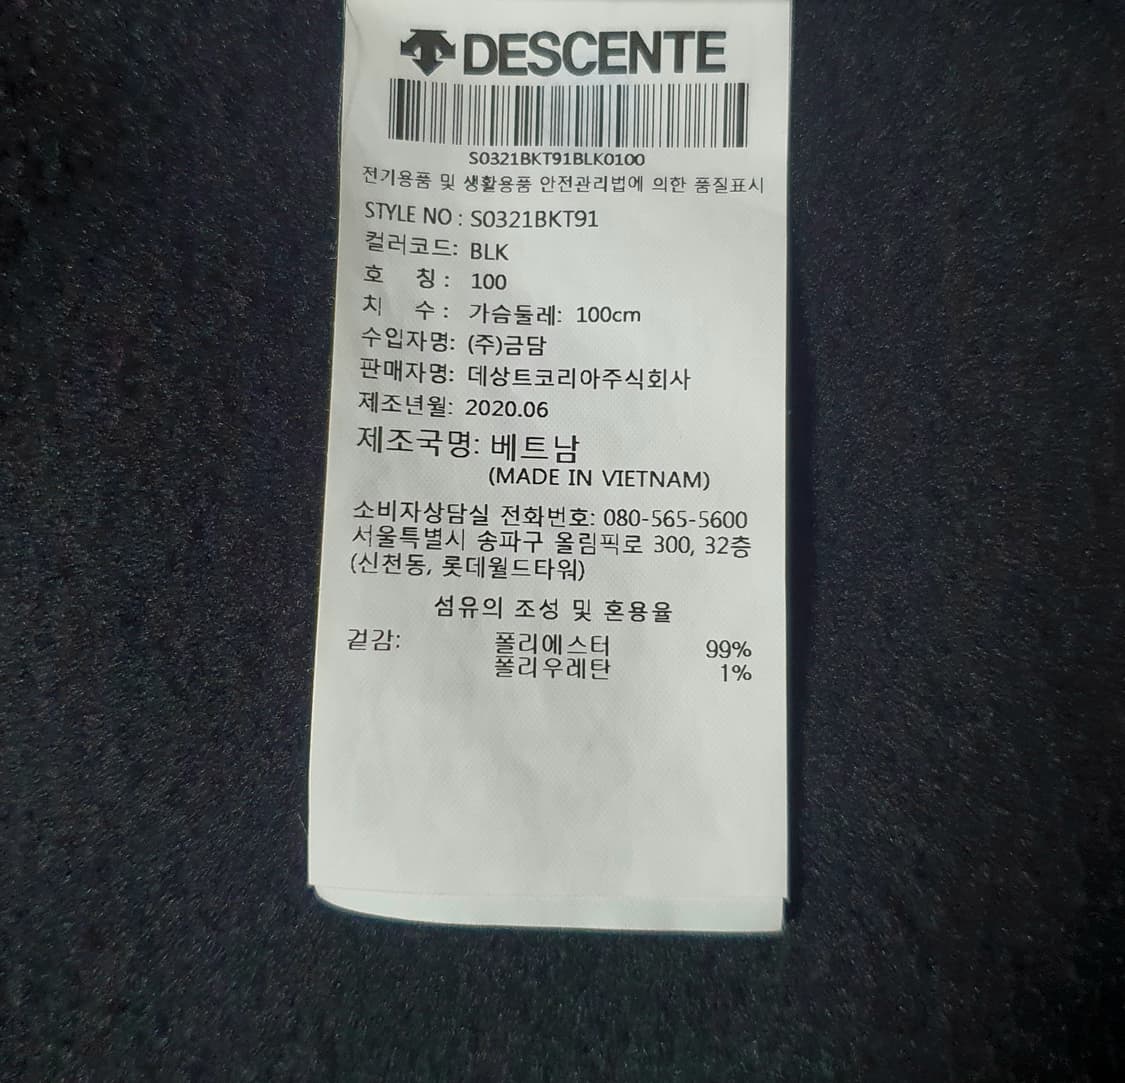 DESCENTE
S0321BKT91BLK0100
전기용품 및 생활용품 안전관리법에 의한 품질표시
STYLE NO : S0321BKT91
컬러코드: BLK
호 칭 : 100
치 수 : 가슴둘레: 100cm
수입자명: (주)금담
판매자명: 데상트코리아주식회사
제조년월: 2020.06
제조국명: 베트남
(MADE IN VIETNAM)
소비자상담실 전화번호: 080-565-5600
서울특별시 송파구 올림픽로 300, 32층
(신천동, 롯데월드타워)
섬유의 조성 및 혼용율
겉감: 폴리에스터 99%
폴리우레탄 1%